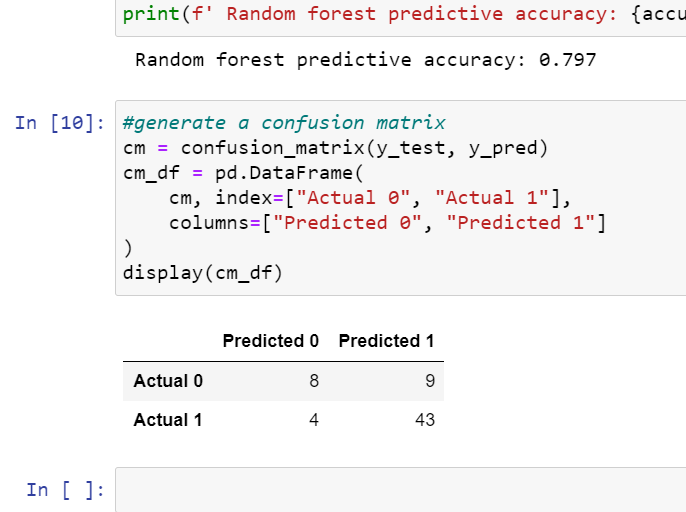 print(f' Random forest predictive accuracy: {accu
Random forest predictive accuracy: 0.797
In [10]: #generate a confusion matrix
cm = confusion_matrix(y_test, y_pred)
cm_df = pd.DataFrame(
    cm, index=["Actual 0", "Actual 1"],
    columns=["Predicted 0", "Predicted 1"]
)
display(cm_df)
Predicted 0 Predicted 1
Actual 0 8 9
Actual 1 4 43
In [ ]: